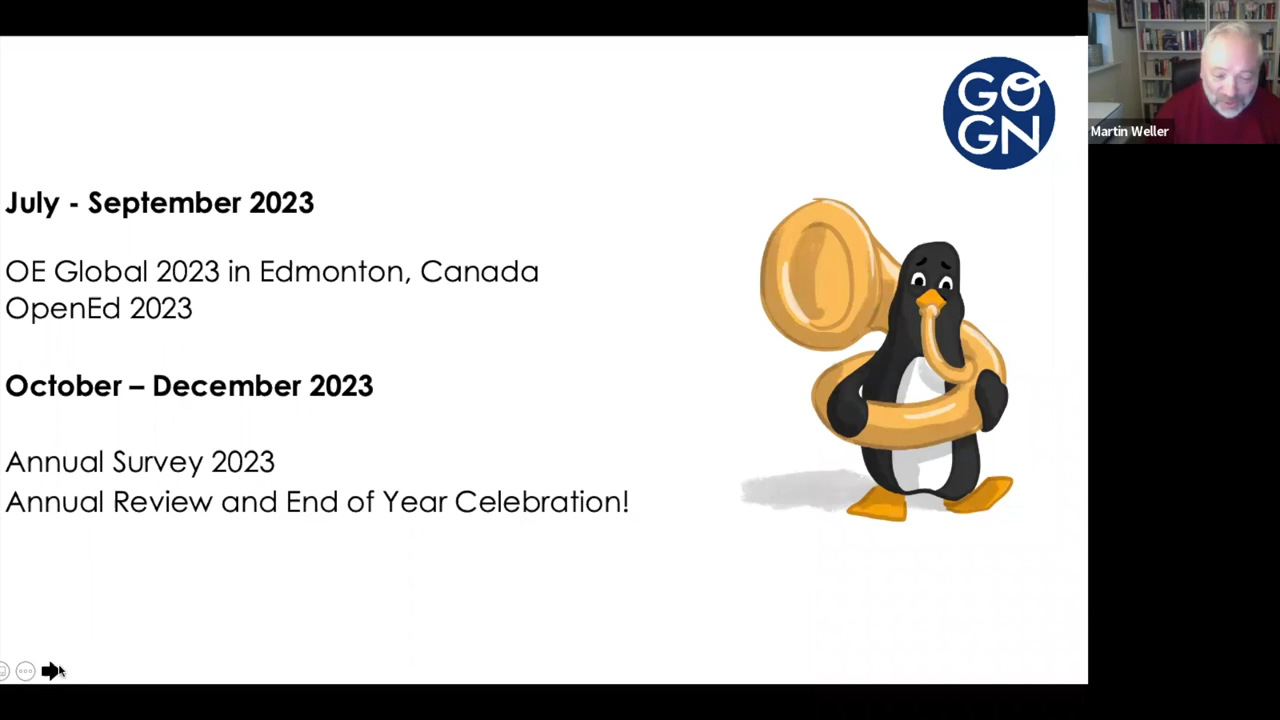 GO
GN
Martin Weller
July - September 2023
OE Global 2023 in Edmonton, Canada
OpenEd 2023
October – December 2023
Annual Survey 2023
Annual Review and End of Year Celebration!